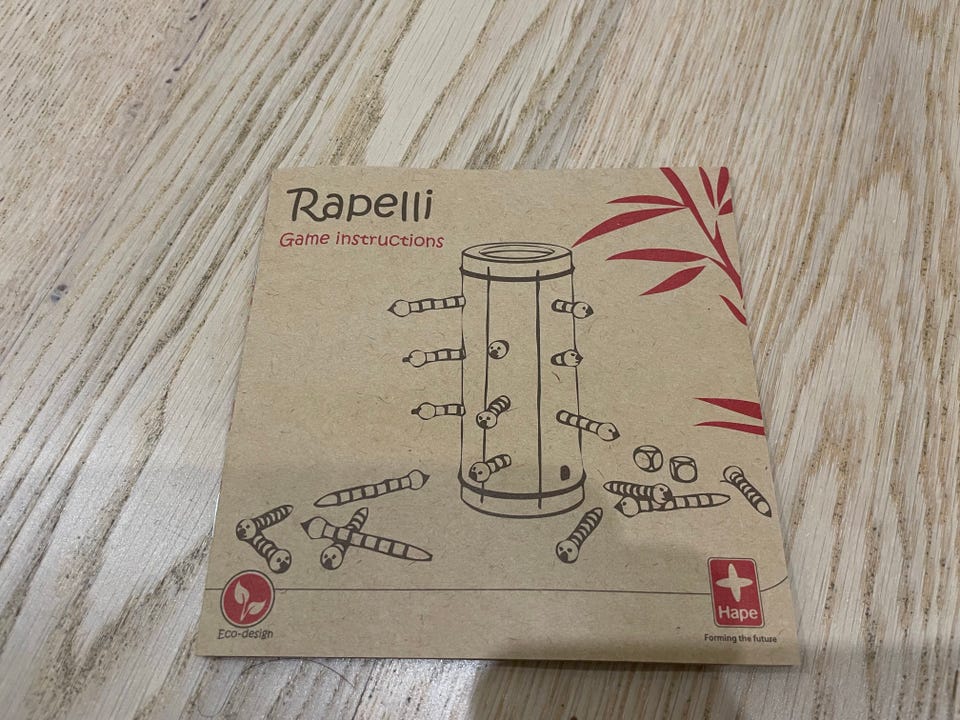 Rapelli
Game instructions
Eco-design
Hape
Forming the future